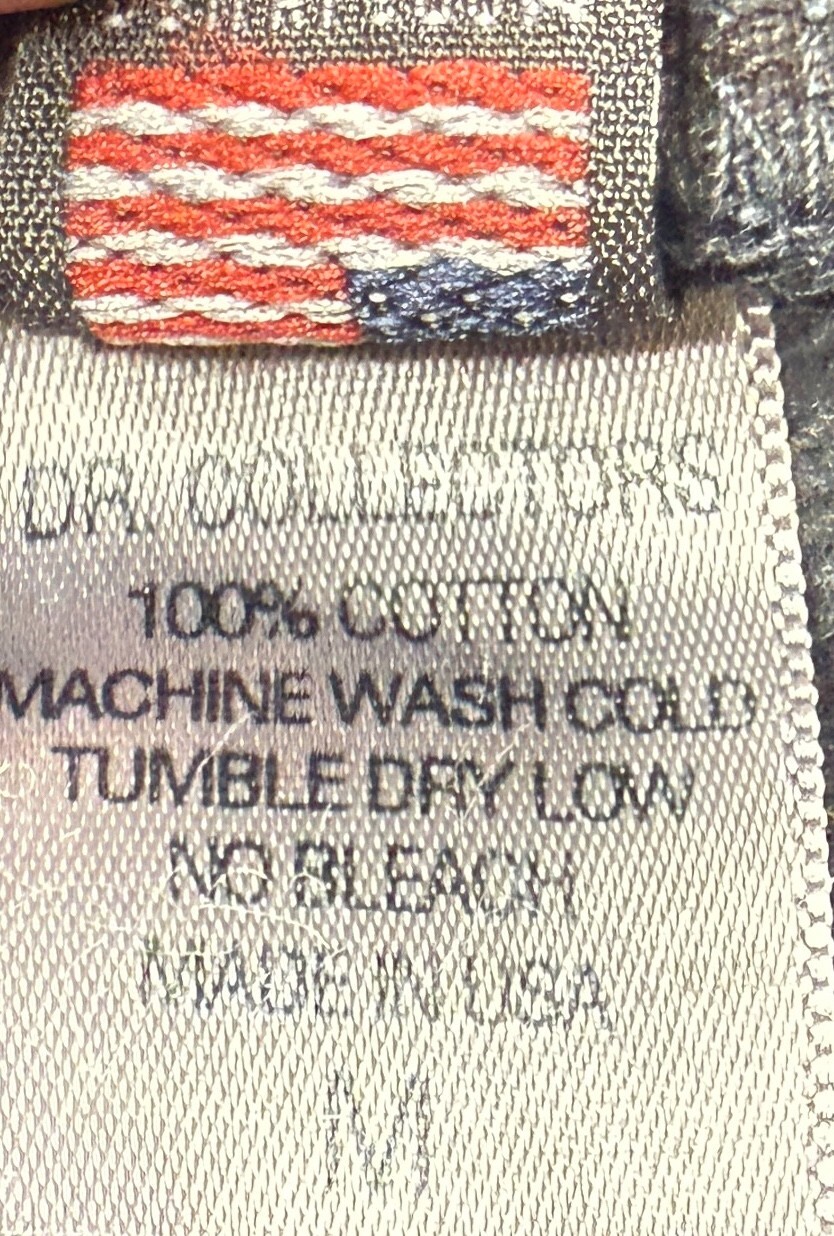 DR. COLLECTORS
100% COTTON
MACHINE WASH COLD
TUMBLE DRY LOW
NO BLEACH
MADE IN USA
M